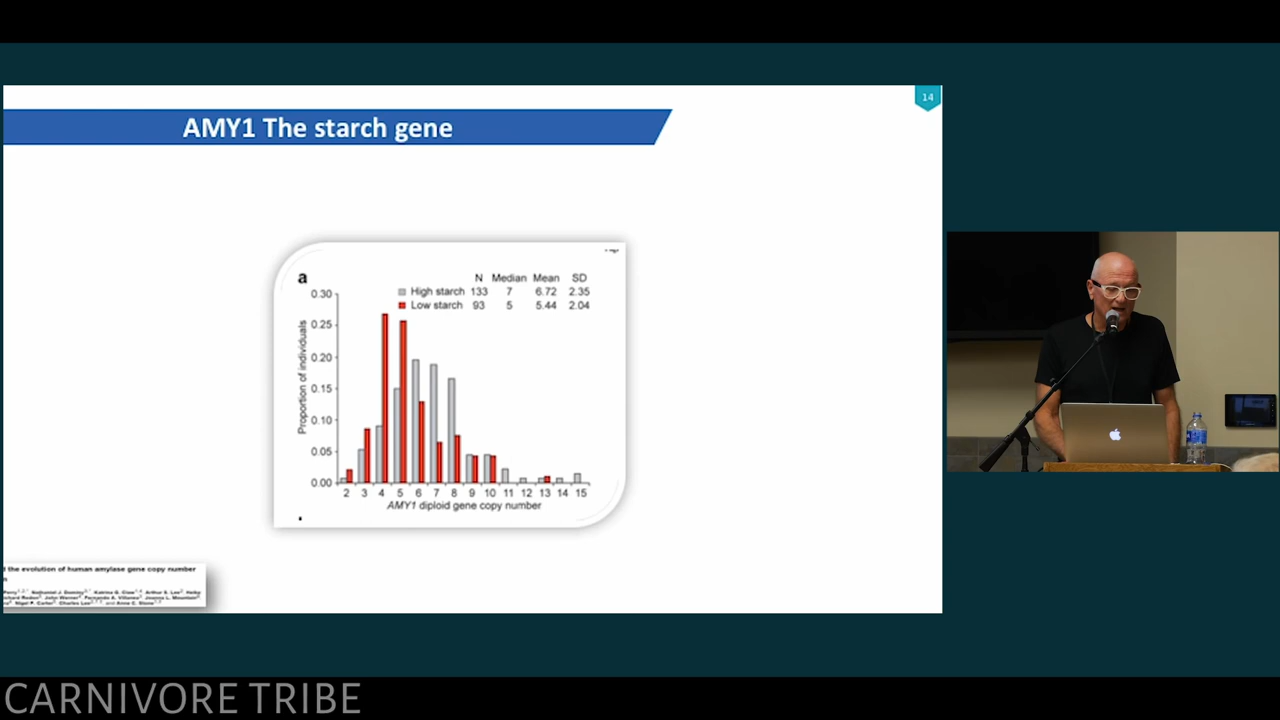 14
AMY1 The starch gene
a
N Median Mean SD
High starch 133 7 6.72 2.35
Low starch 93 5 5.44 2.04
0.30
0.25
0.20
0.15
0.10
0.05
0.00
Proportion of individuals
2 3 4 5 6 7 8 9 10 11 12 13 14 15
AMY1 diploid gene copy number
the evolution of human amylase gene copy number
CARNIVORE TRIBE